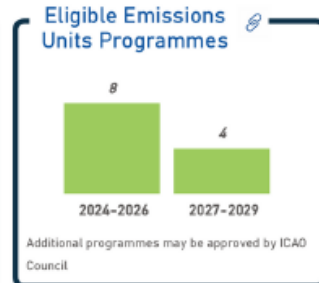 Eligible Emissions
Units Programmes
8
4
2024-2026 2027-2029
Additional programmes may be approved by ICAO
Council